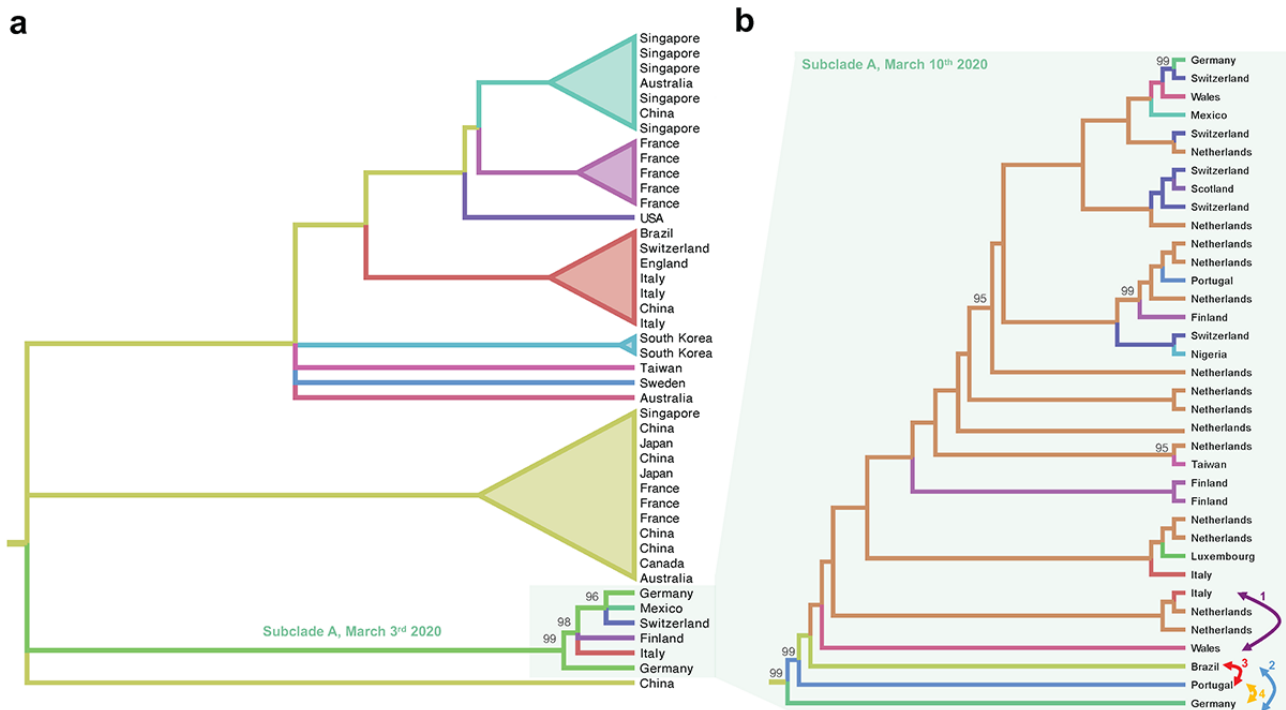 a
Singapore
Singapore
Singapore
Australia
Singapore
China
Singapore
France
France
France
France
France
USA
Brazil
Switzerland
England
Italy
Italy
China
Italy
South Korea
South Korea
Taiwan
Sweden
Australia
Singapore
China
Japan
China
Japan
France
France
France
China
China
Canada
Australia
96
Germany
Mexico
98
Switzerland
Subclade A, March 3rd 2020
99
Finland
Italy
Germany
China
b
Subclade A, March 10th 2020
99
Germany
Switzerland
Wales
Mexico
Switzerland
Netherlands
Switzerland
Scotland
Switzerland
Netherlands
Netherlands
Netherlands
Portugal
99
Netherlands
95
Finland
Switzerland
Nigeria
Netherlands
Netherlands
Netherlands
Netherlands
95
Netherlands
Taiwan
Finland
Finland
Netherlands
Netherlands
Luxembourg
Italy
Italy
1
Netherlands
Netherlands
Wales
99
Brazil
3
2
99
Portugal
4
Germany